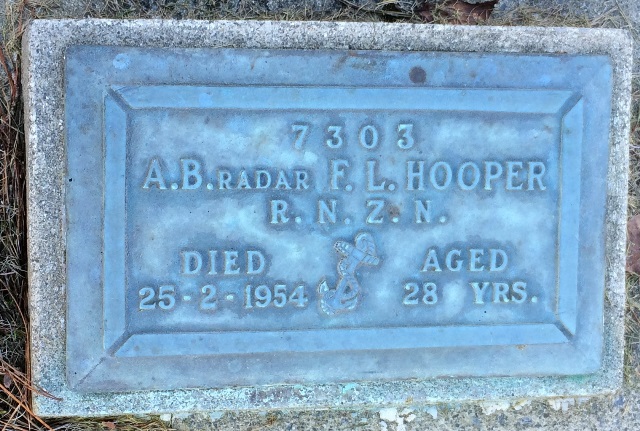 7303
A.B. RADAR F. L. HOOPER
R. N. Z. N.
DIED AGED
25-2-1954 28 YRS.